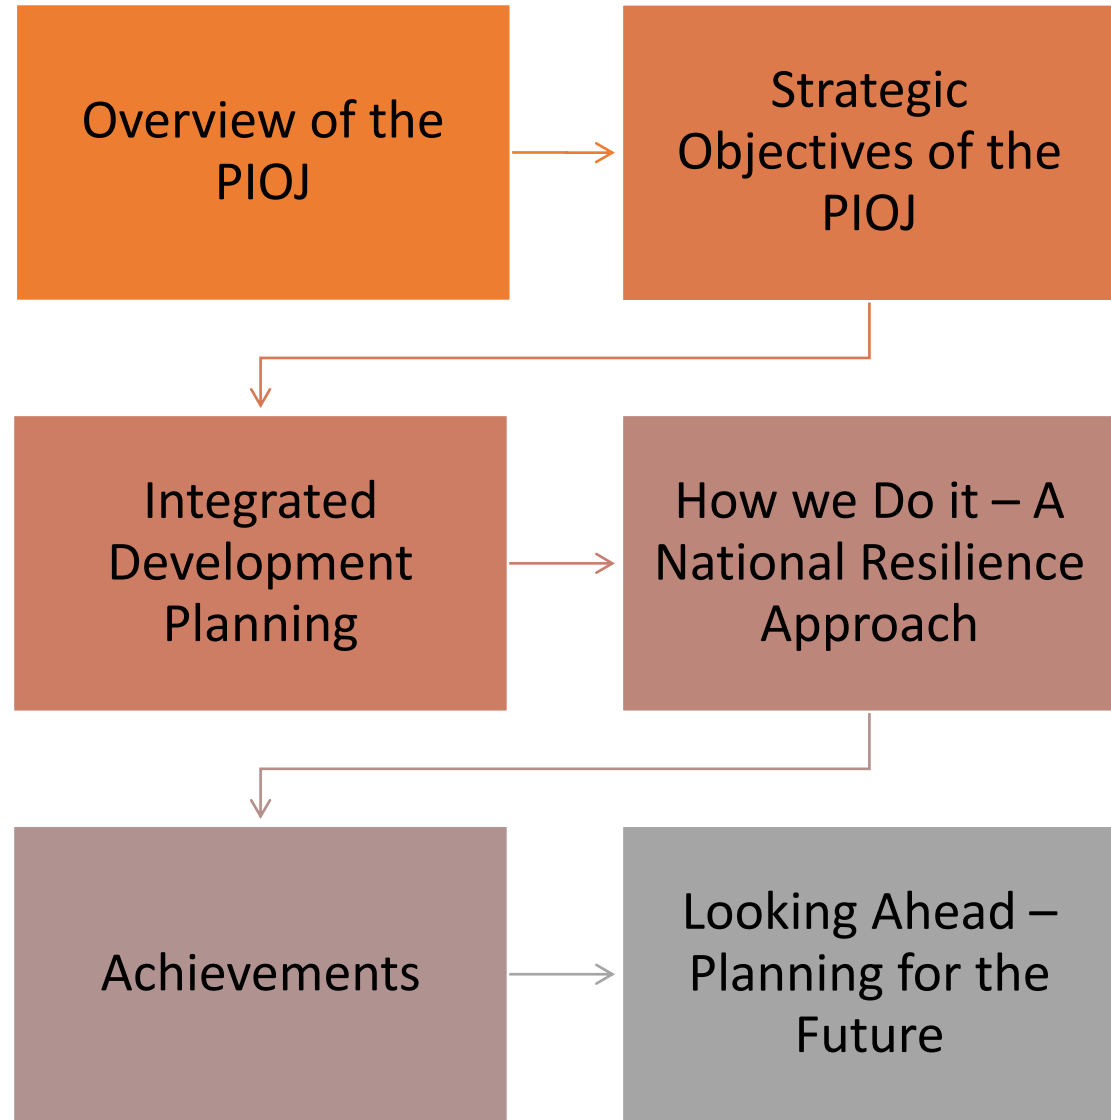 Overview of the
PIOJ
Strategic
Objectives of the
PIOJ
Integrated
Development
Planning
How we Do it – A
National Resilience
Approach
Achievements
Looking Ahead –
Planning for the
Future